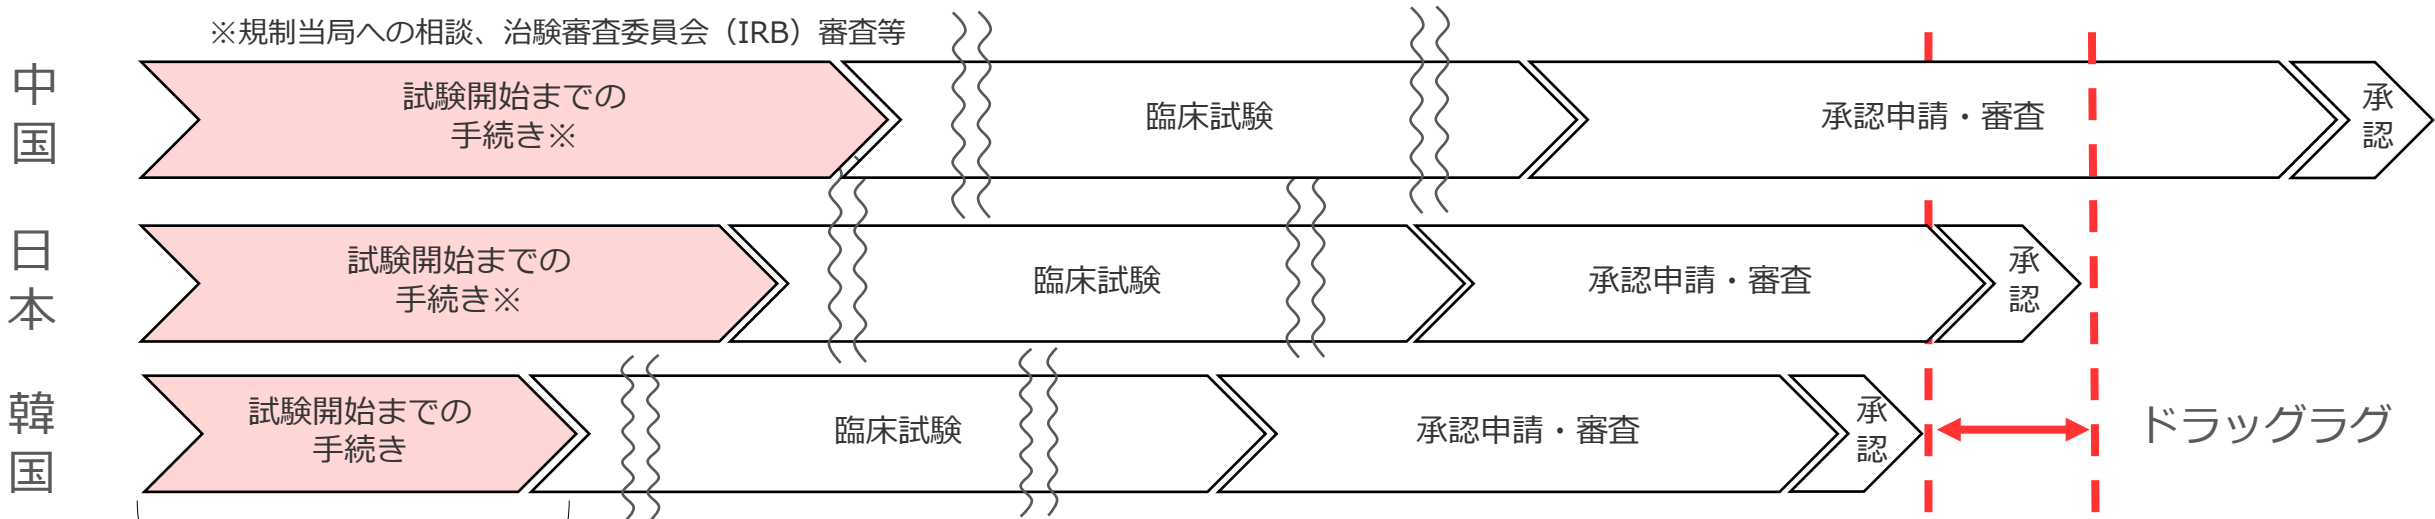 ※規制当局への相談、治験審査委員会（IRB）審査等
中国
試験開始までの
手続き※
臨床試験
承認申請・審査
承認
日本
試験開始までの
手続き※
臨床試験
承認申請・審査
承認
韓国
試験開始までの
手続き
臨床試験
承認申請・審査
承認
ドラッグラグ